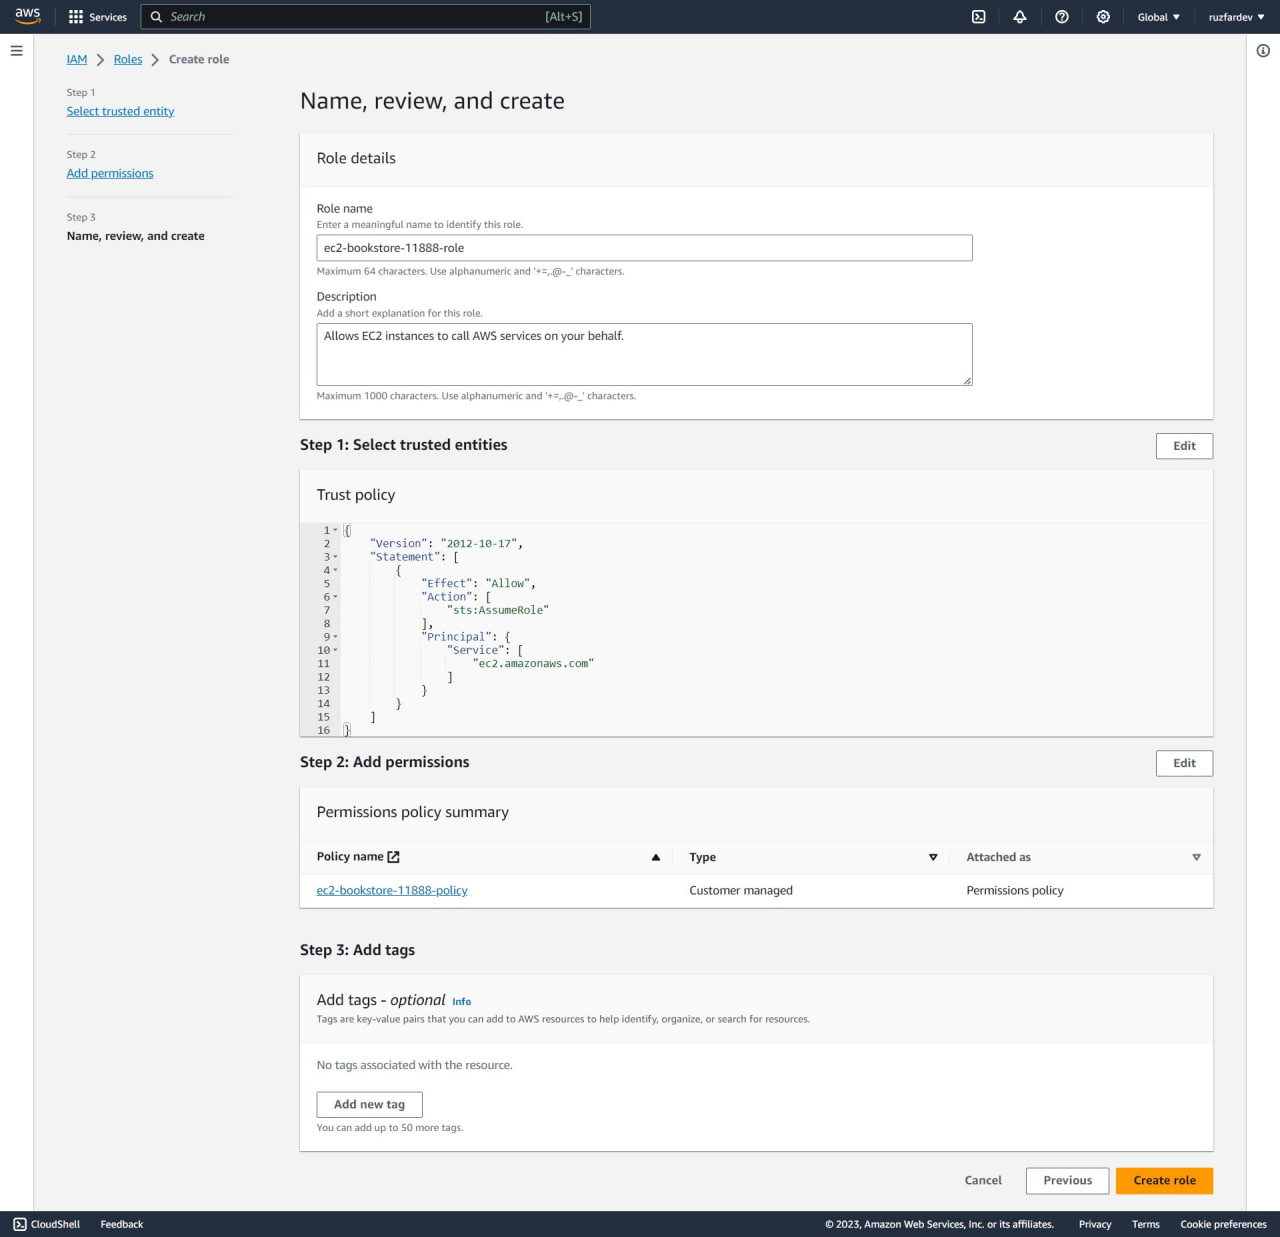 aws Services Search [Alt+S] Global ruzfardev
IAM > Roles > Create role
Step 1
Select trusted entity
Step 2
Add permissions
Step 3
Name, review, and create
Name, review, and create
Role details
Role name
Enter a meaningful name to identify this role.
ec2-bookstore-11888-role
Maximum 64 characters. Use alphanumeric and '+=,.@-_' characters.
Description
Add a short explanation for this role.
Allows EC2 instances to call AWS services on your behalf.
Maximum 1000 characters. Use alphanumeric and '+=,.@-_' characters.
Step 1: Select trusted entities
Edit
Trust policy
1 {
2 "Version": "2012-10-17",
3 "Statement": [
4 {
5 "Effect": "Allow",
6 "Action": [
7 "sts:AssumeRole"
8 ],
9 "Principal": {
10 "Service": [
11 "ec2.amazonaws.com"
12 ]
13 }
14 }
15 ]
16 }
Step 2: Add permissions
Edit
Permissions policy summary
Policy name Type Attached as
ec2-bookstore-11888-policy Customer managed Permissions policy
Step 3: Add tags
Add tags - optional Info
Tags are key-value pairs that you can add to AWS resources to help identify, organize, or search for resources.
No tags associated with the resource.
Add new tag
You can add up to 50 more tags.
Cancel Previous Create role
CloudShell Feedback © 2023, Amazon Web Services, Inc. or its affiliates. Privacy Terms Cookie preferences